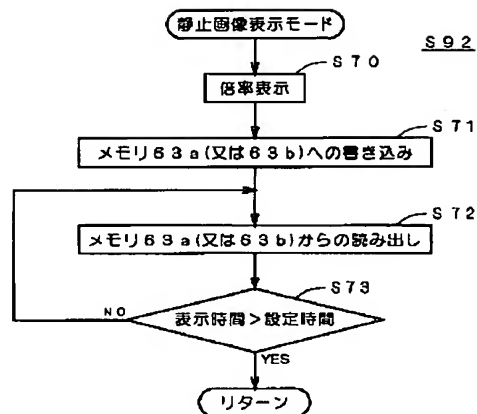 静止画像表示モード
S92
S70
倍率表示
S71
メモリ63a(又は63b)への書き込み
S72
メモリ63a(又は63b)からの読み出し
S73
表示時間>設定時間
NO
YES
リターン